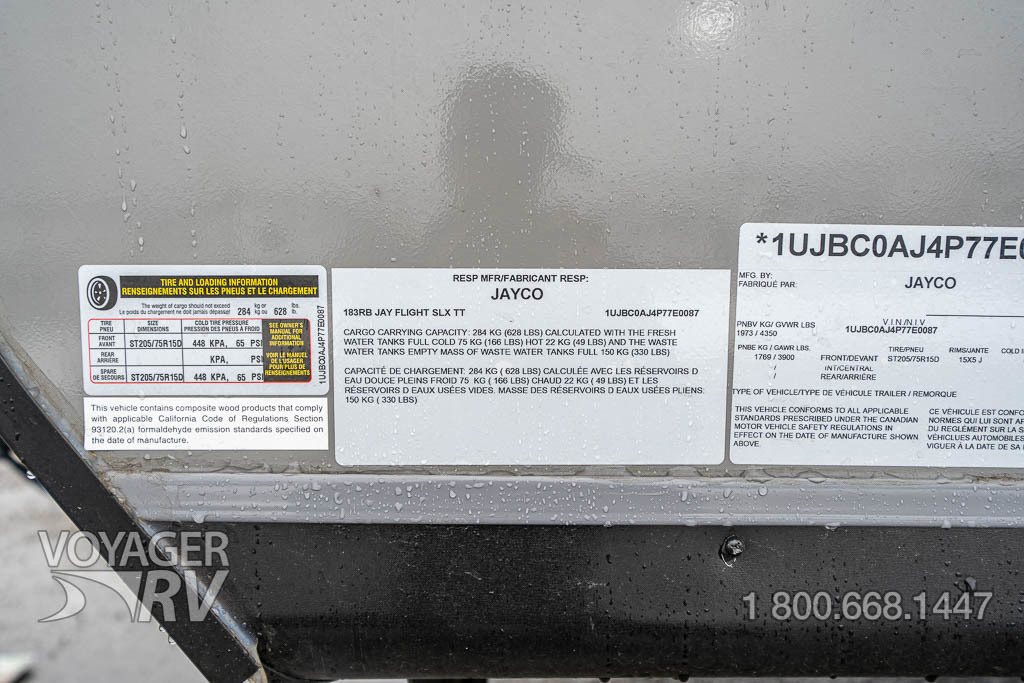 TIRE AND LOADING INFORMATION
RENSEIGNEMENTS SUR LES PNEUS ET LE CHARGEMENT
The weight of cargo should not exceed 284 kg or 628 lbs.
Le poids du chargement ne doit jamais dépasser kg ou lb.
TIRE SIZE COLD TIRE PRESSURE
PNEU DIMENSIONS PRESSION DES PNEUS À FROID
FRONT
AVANT ST205/75R15D 448 KPA, 65 PSI
REAR
ARRIÈRE KPA, PSI
SPARE
DE SECOURS ST205/75R15D 448 KPA, 65 PSI
SEE OWNER'S
MANUAL FOR
ADDITIONAL
INFORMATION
VOIR LE MANUEL
DE L'USAGER
POUR PLUS DE
RENSEIGNEMENTS
1UJBC0AJ4P77E0087
This vehicle contains composite wood products that comply
with applicable California Code of Regulations Section
93120.2(a) formaldehyde emission standards specified on
the date of manufacture.
RESP MFR/FABRICANT RESP:
JAYCO
183RB JAY FLIGHT SLX TT 1UJBC0AJ4P77E0087
CARGO CARRYING CAPACITY: 284 KG (628 LBS) CALCULATED WITH THE FRESH
WATER TANKS FULL COLD 75 KG (166 LBS) HOT 22 KG (49 LBS) AND THE WASTE
WATER TANKS EMPTY MASS OF WASTE WATER TANKS FULL 150 KG (330 LBS)
CAPACITÉ DE CHARGEMENT: 284 KG ( 628 LBS) CALCULÉE AVEC LES RÉSERVOIRS D
EAU DOUCE PLEINS FROID 75 KG ( 166 LBS) CHAUD 22 KG ( 49 LBS) ET LES
RÉSERVOIRS D EAUX USÉES VIDES. MASSE DES RÉSERVOIRS D EAUX USÉES PLIENS:
150 KG ( 330 LBS)
*1UJBC0AJ4P77E0
MFG. BY:
FABRIQUÉ PAR: JAYCO
PNBV KG/ GVWR LBS
1973 / 4350
V.I.N./N.I.V
1UJBC0AJ4P77E0087
PNBE KG/ PNBE LBS TIRE/PNEU RIMS/JANTE COLD I
1769 / 3900 FRONT/DEVANT ST205/75R15D 15X5 J
/ INT/CENTRAL
/ REAR/ARRIÈRE
TYPE OF VEHICLE/TYPE DE VÉHICULE TRAILER / REMORQUE
THIS VEHICLE CONFORMS TO ALL APPLICABLE
STANDARDS PRESCRIBED UNDER THE CANADIAN
MOTOR VEHICLE SAFETY REGULATIONS IN
EFFECT ON THE DATE OF MANUFACTURE SHOWN
ABOVE.
CE VÉHICULE EST CONFO
NORMES QUI LUI SONT AP
DU REGLÉMENT SUR LA S
VÉHICULES AUTOMOBILES
VIGUER À LA DATE DE SA
VOYAGER
RV
1 800.668.1447